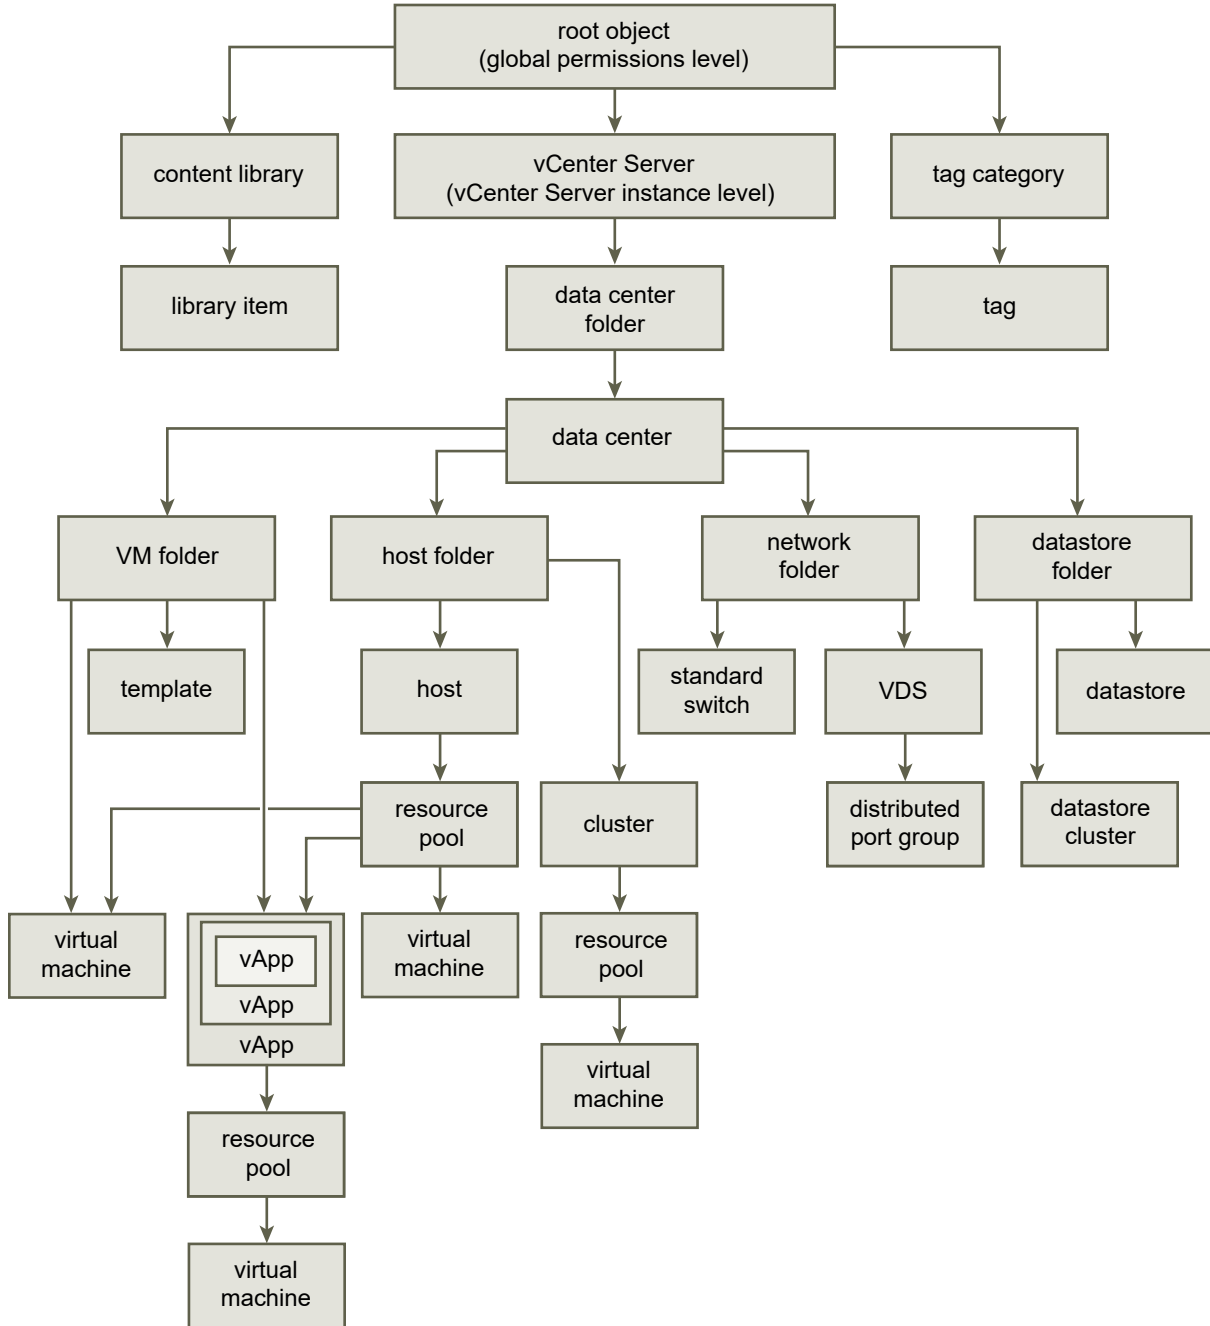 root object
(global permissions level)
content library
vCenter Server
(vCenter Server instance level)
tag category
library item
data center
folder
tag
data center
VM folder
host folder
network
folder
datastore
folder
template
host
standard
switch
VDS
datastore
resource
pool
cluster
distributed
port group
datastore
cluster
virtual
machine
vApp
vApp
vApp
virtual
machine
resource
pool
virtual
machine
resource
pool
virtual
machine